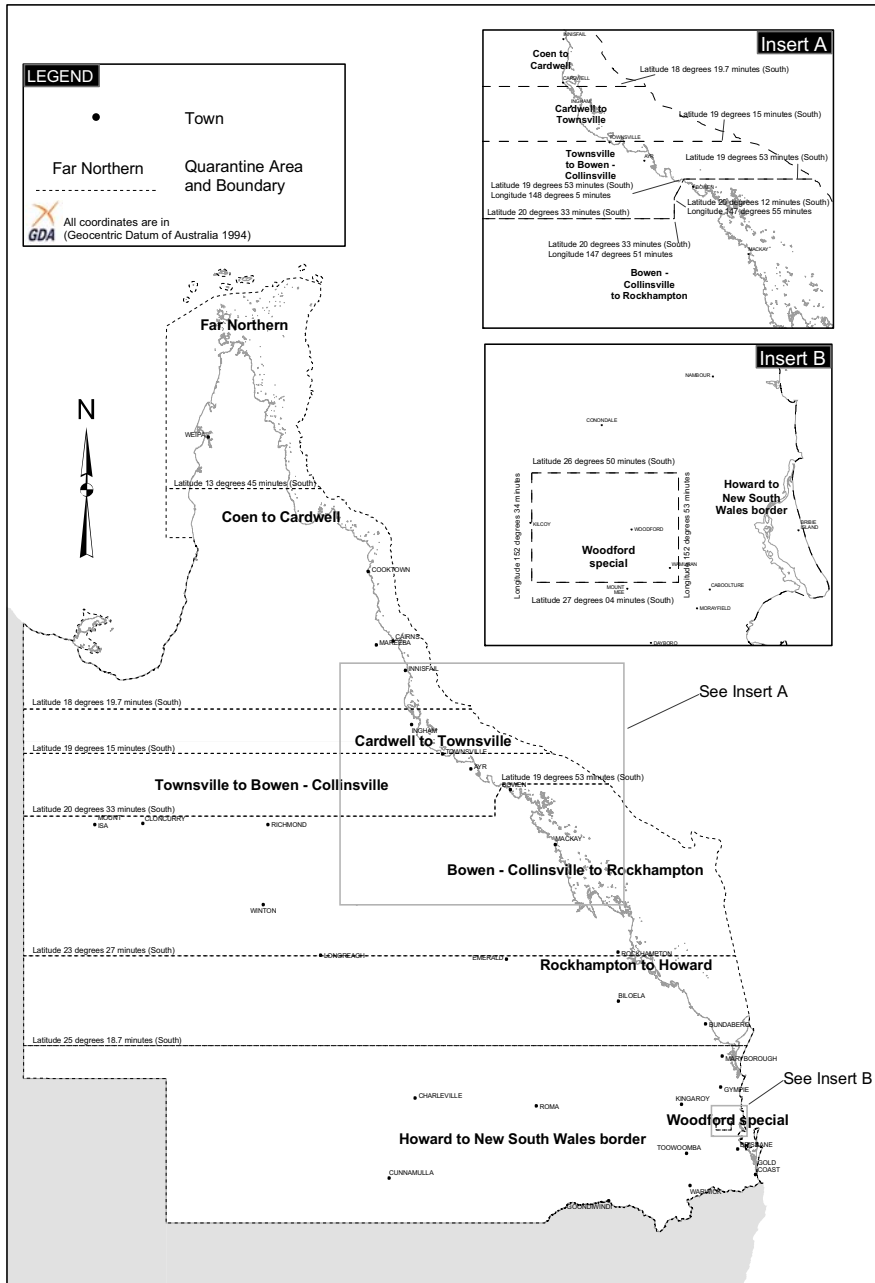 LEGEND
Town
Far Northern
Quarantine Area
and Boundary
GDA
All coordinates are in
(Geocentric Datum of Australia 1994)
Insert A
INNISFAIL
Coen to
Cardwell
Latitude 18 degrees 19.7 minutes (South)
CARDWELL
INGHAM
Cardwell to
Townsville
Latitude 19 degrees 15 minutes (South)
TOWNSVILLE
AYR
Townsville
to Bowen -
Collinsville
Latitude 19 degrees 53 minutes (South)
Latitude 19 degrees 53 minutes (South)
Longitude 148 degrees 5 minutes
BOWEN
Latitude 20 degrees 12 minutes (South)
Longitude 147 degrees 55 minutes
Latitude 20 degrees 33 minutes (South)
Latitude 20 degrees 33 minutes (South)
Longitude 147 degrees 51 minutes
MACKAY
Bowen -
Collinsville
to Rockhampton
Insert B
NAMBOUR
CONONDALE
Latitude 26 degrees 50 minutes (South)
Longitude 152 degrees 34 minutes
Longitude 152 degrees 53 minutes
Howard to
New South
Wales border
KILCOY
WOODFORD
BRIBIE
ISLAND
Woodford
special
WAMURAN
MOUNT
MEE
CABOOLTURE
Latitude 27 degrees 04 minutes (South)
MORAYFIELD
DAYBORO
Far Northern
N
WEIPA
Latitude 13 degrees 45 minutes (South)
Coen to Cardwell
COOKTOWN
CAIRNS
MAREEBA
INNISFAIL
See Insert A
Latitude 18 degrees 19.7 minutes (South)
INGHAM
Cardwell to Townsville
Latitude 19 degrees 15 minutes (South)
TOWNSVILLE
AYR
Townsville to Bowen - Collinsville
Latitude 19 degrees 53 minutes (South)
BOWEN
Latitude 20 degrees 33 minutes (South)
MOUNT
ISA
CLONCURRY
RICHMOND
MACKAY
Bowen - Collinsville to Rockhampton
WINTON
Latitude 23 degrees 27 minutes (South)
LONGREACH
EMERALD
ROCKHAMPTON
Rockhampton to Howard
BILOELA
BUNDABERG
Latitude 25 degrees 18.7 minutes (South)
MARYBOROUGH
See Insert B
GYMPIE
CHARLEVILLE
KINGAROY
ROMA
Woodford special
Howard to New South Wales border
BRISBANE
TOOWOOMBA
GOLD
COAST
CUNNAMULLA
WARWICK
GOONDIWINDI